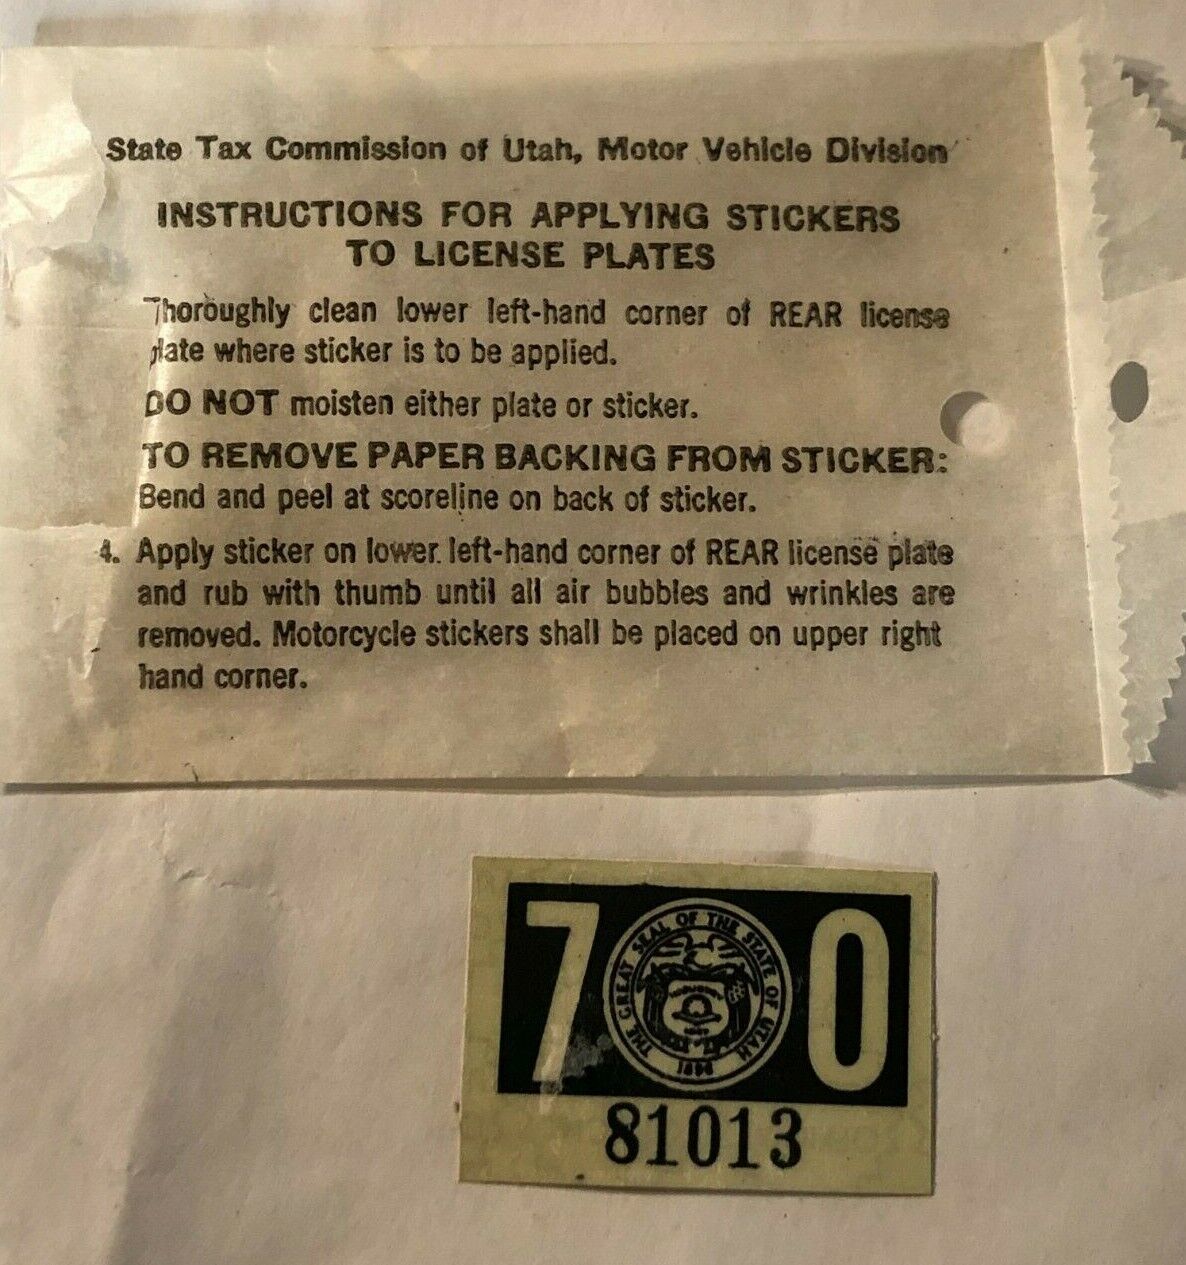 State Tax Commission of Utah, Motor Vehicle Division
INSTRUCTIONS FOR APPLYING STICKERS
TO LICENSE PLATES
Thoroughly clean lower left-hand corner of REAR license
plate where sticker is to be applied.
DO NOT moisten either plate or sticker.
TO REMOVE PAPER BACKING FROM STICKER:
Bend and peel at scoreline on back of sticker.
4. Apply sticker on lower left-hand corner of REAR license plate
and rub with thumb until all air bubbles and wrinkles are
removed. Motorcycle stickers shall be placed on upper right
hand corner.
70
THE GREAT SEAL OF THE STATE OF UTAH
1896
81013